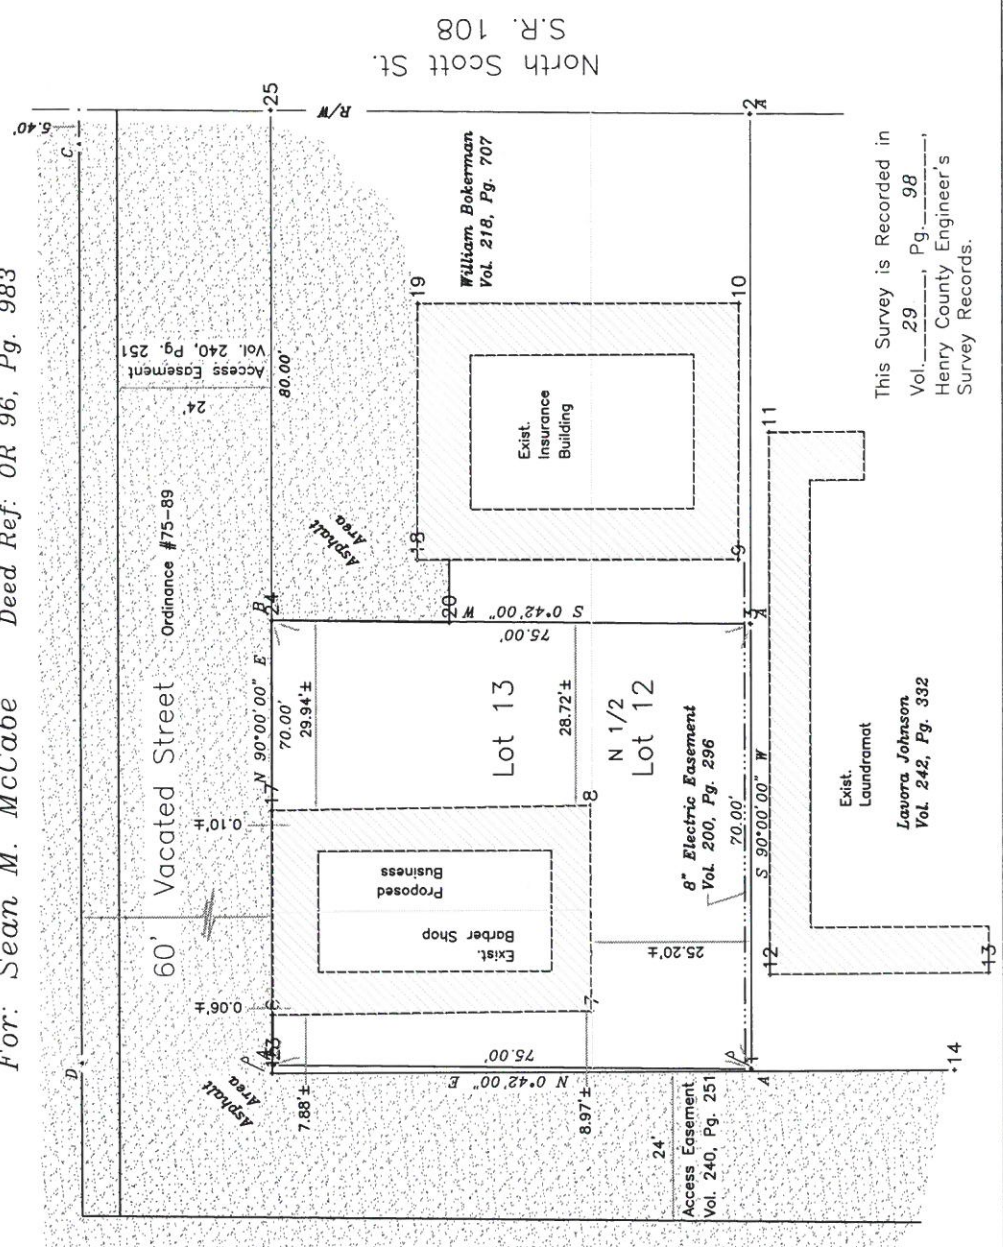 For: Sean M. McCabe    Deed Ref: OR 96, Pg. 983
North Scott St.
S.R. 108
D
C
5.40'
60'
Vacated Street
Ordinance #75-89
24'
Access Easement
Vol. 240, Pg. 251
80.00'
25
R/W
N 90°00'00" E
70.00'
29.94'±
0.06'±
0.10'±
Asphalt
Area
Asphalt
Area
6
17
B
24
7.88'±
N 0°42'00" E
75.00'
8.97'±
7
8
Exist.
Barber Shop
Proposed
Business
Lot 13
28.72'±
N 1/2
Lot 12
S 0°42'00" W
75.00'
20
18
19
William Bokerman
Vol. 218, Pg. 707
Exist.
Insurance
Building
9
10
8" Electric Easement
Vol. 200, Pg. 296
25.20'±
70.00'
S 90°00'00" W
24'
Access Easement
Vol. 240, Pg. 251
P
1
A
3
A
2
A
11
12
13
14
Exist.
Laundramat
Lavora Johnson
Vol. 242, Pg. 332
This Survey is Recorded in
Vol. 29, Pg. 98,
Henry County Engineer's
Survey Records.